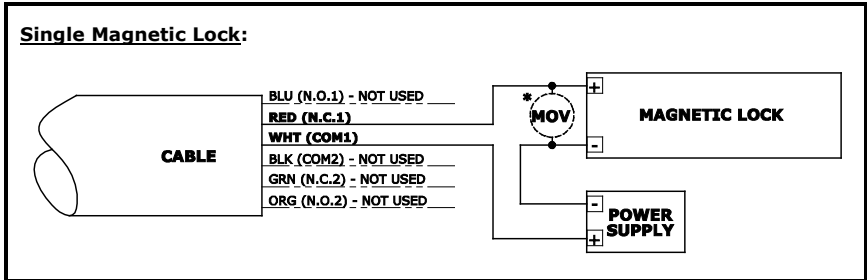 Single Magnetic Lock:
BLU (N.O.1) - NOT USED
RED (N.C.1)
WHT (COM1)
BLK (COM2) - NOT USED
GRN (N.C.2) - NOT USED
ORG (N.O.2) - NOT USED
CABLE
*
MOV
+
-
MAGNETIC LOCK
-
+
POWER
SUPPLY